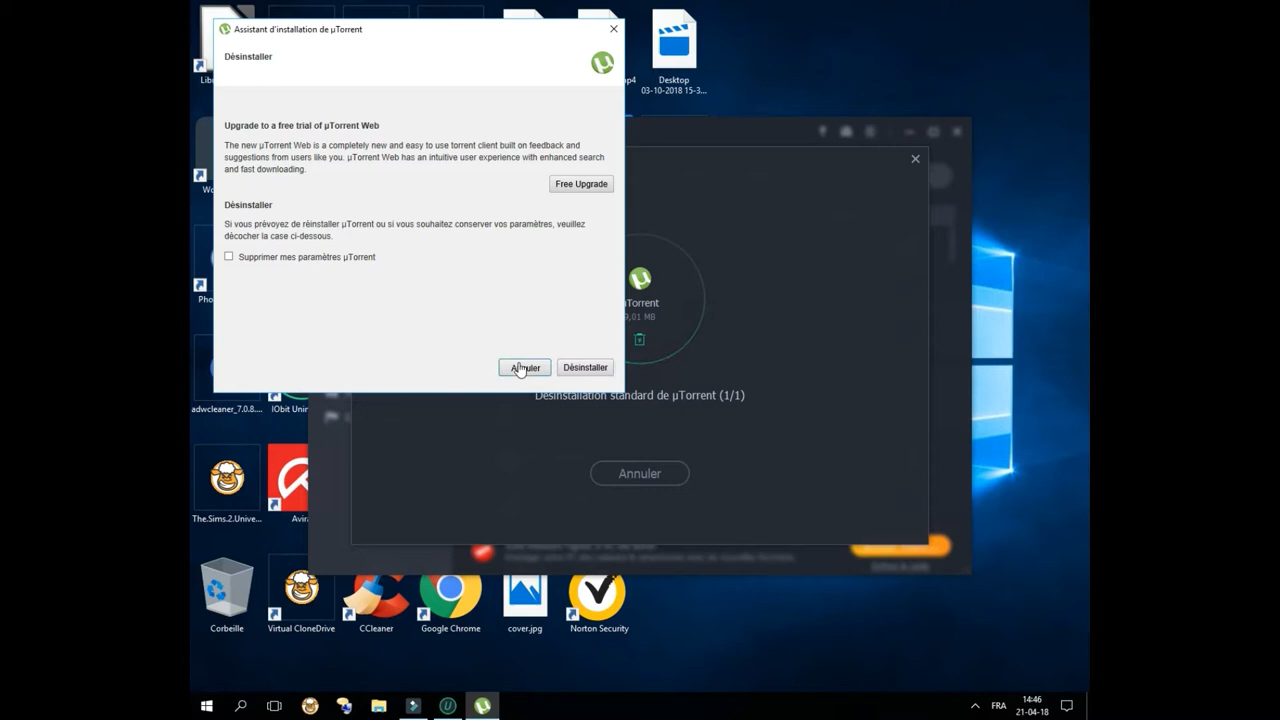 Assistant d'installation de µTorrent
Désinstaller
Upgrade to a free trial of µTorrent Web
The new µTorrent Web is a completely new and easy to use torrent client built on feedback and
suggestions from users like you. µTorrent Web has an intuitive user experience with enhanced search
and fast downloading.
Free Upgrade
Désinstaller
Si vous prévoyez de réinstaller µTorrent ou si vous souhaitez conserver vos paramètres, veuillez
décocher la case ci-dessous.
Supprimer mes paramètres µTorrent
Désinstaller
Desktop
03-10-2018 15-3...
Torrent
9,01 MB
Désinstallation standard de µTorrent (1/1)
Annuler
adwcleaner_7.0.8....
IObit Unin
The.Sims.2.Unive...
Avira
Corbeille
Virtual CloneDrive
CCleaner
Google Chrome
cover.jpg
Norton Security
FRA
14:46
21-04-18